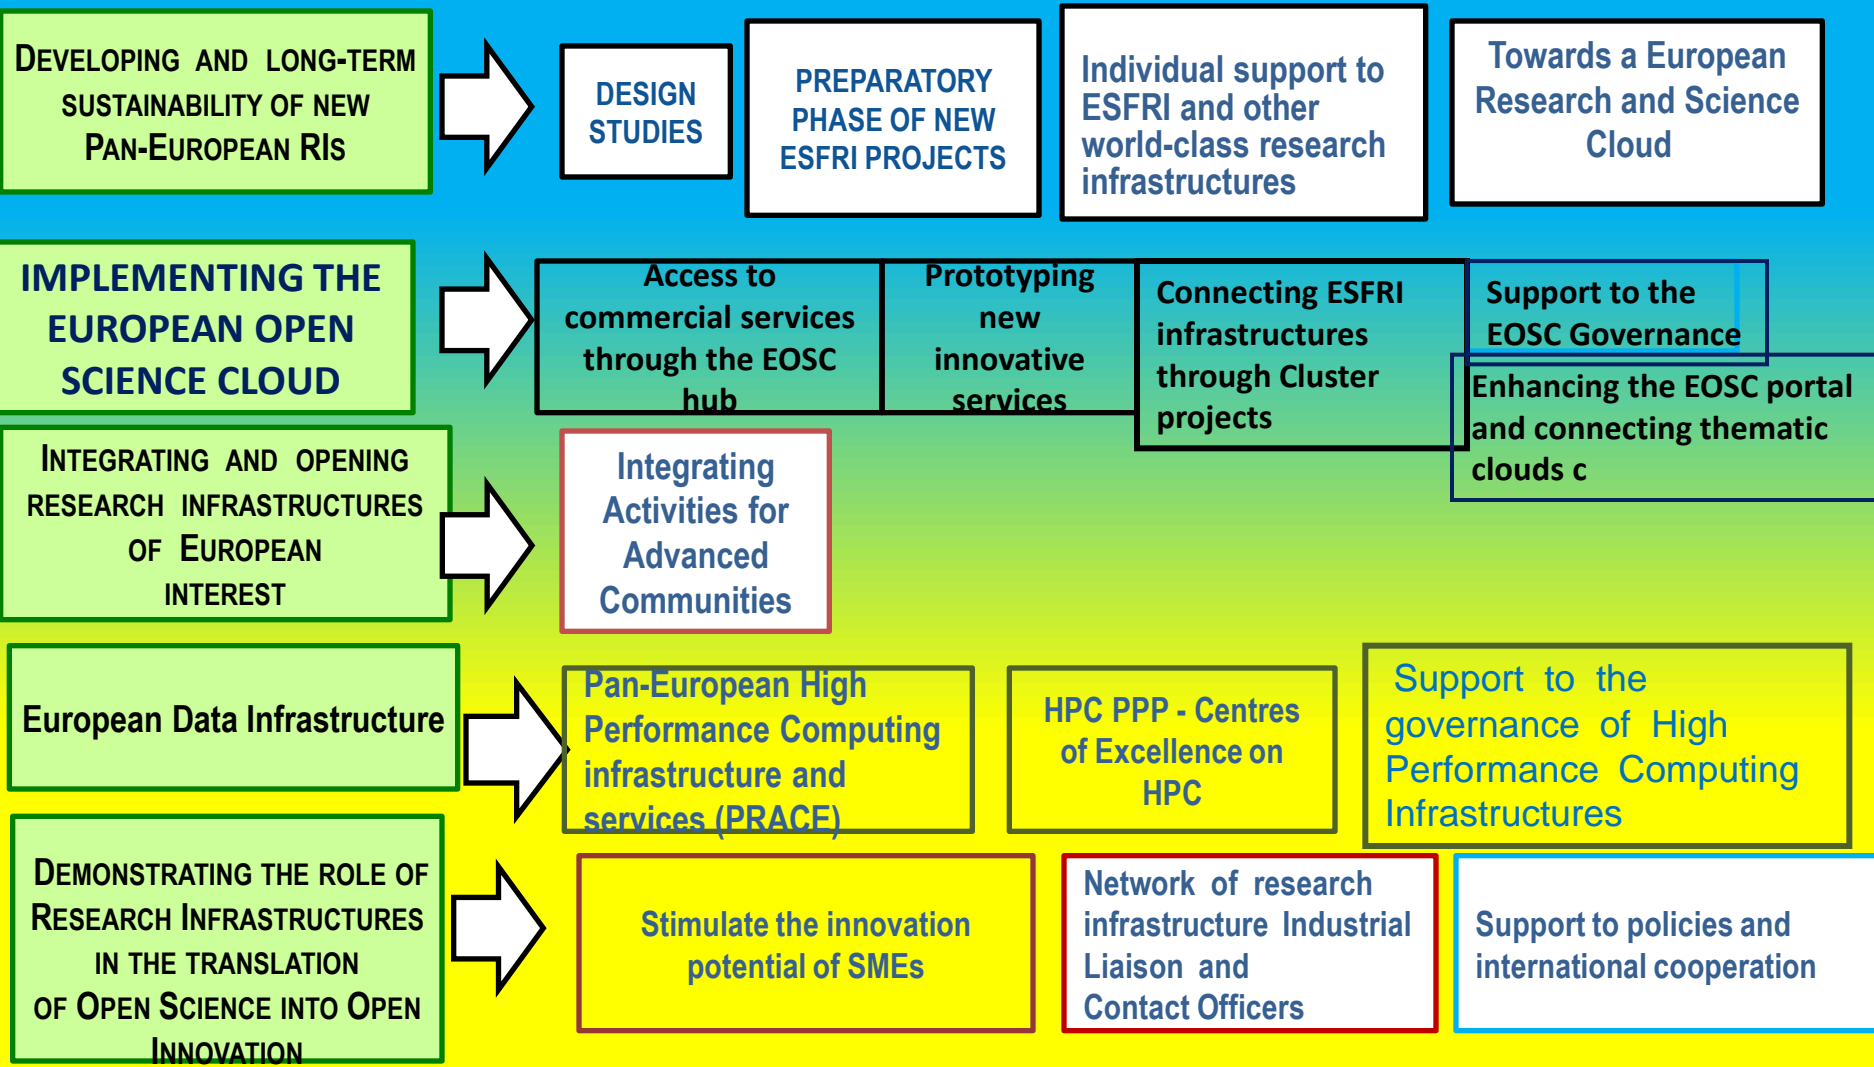 DEVELOPING AND LONG-TERM
SUSTAINABILITY OF NEW
PAN-EUROPEAN RIS
DESIGN
STUDIES
PREPARATORY
PHASE OF NEW
ESFRI PROJECTS
Individual support to
ESFRI and other
world-class research
infrastructures
Towards a European
Research and Science
Cloud
IMPLEMENTING THE
EUROPEAN OPEN
SCIENCE CLOUD
Access to
commercial services
through the EOSC
hub
Prototyping
new
innovative
services
Connecting ESFRI
infrastructures
through Cluster
projects
Support to the
EOSC Governance
Enhancing the EOSC portal
and connecting thematic
clouds c
INTEGRATING AND OPENING
RESEARCH INFRASTRUCTURES
OF EUROPEAN
INTEREST
Integrating
Activities for
Advanced
Communities
European Data Infrastructure
Pan-European High
Performance Computing
infrastructure and
services (PRACE)
HPC PPP - Centres
of Excellence on
HPC
Support to the
governance of High
Performance Computing
Infrastructures
DEMONSTRATING THE ROLE OF
RESEARCH INFRASTRUCTURES
IN THE TRANSLATION
OF OPEN SCIENCE INTO OPEN
INNOVATION
Stimulate the innovation
potential of SMEs
Network of research
infrastructure Industrial
Liaison and
Contact Officers
Support to policies and
international cooperation